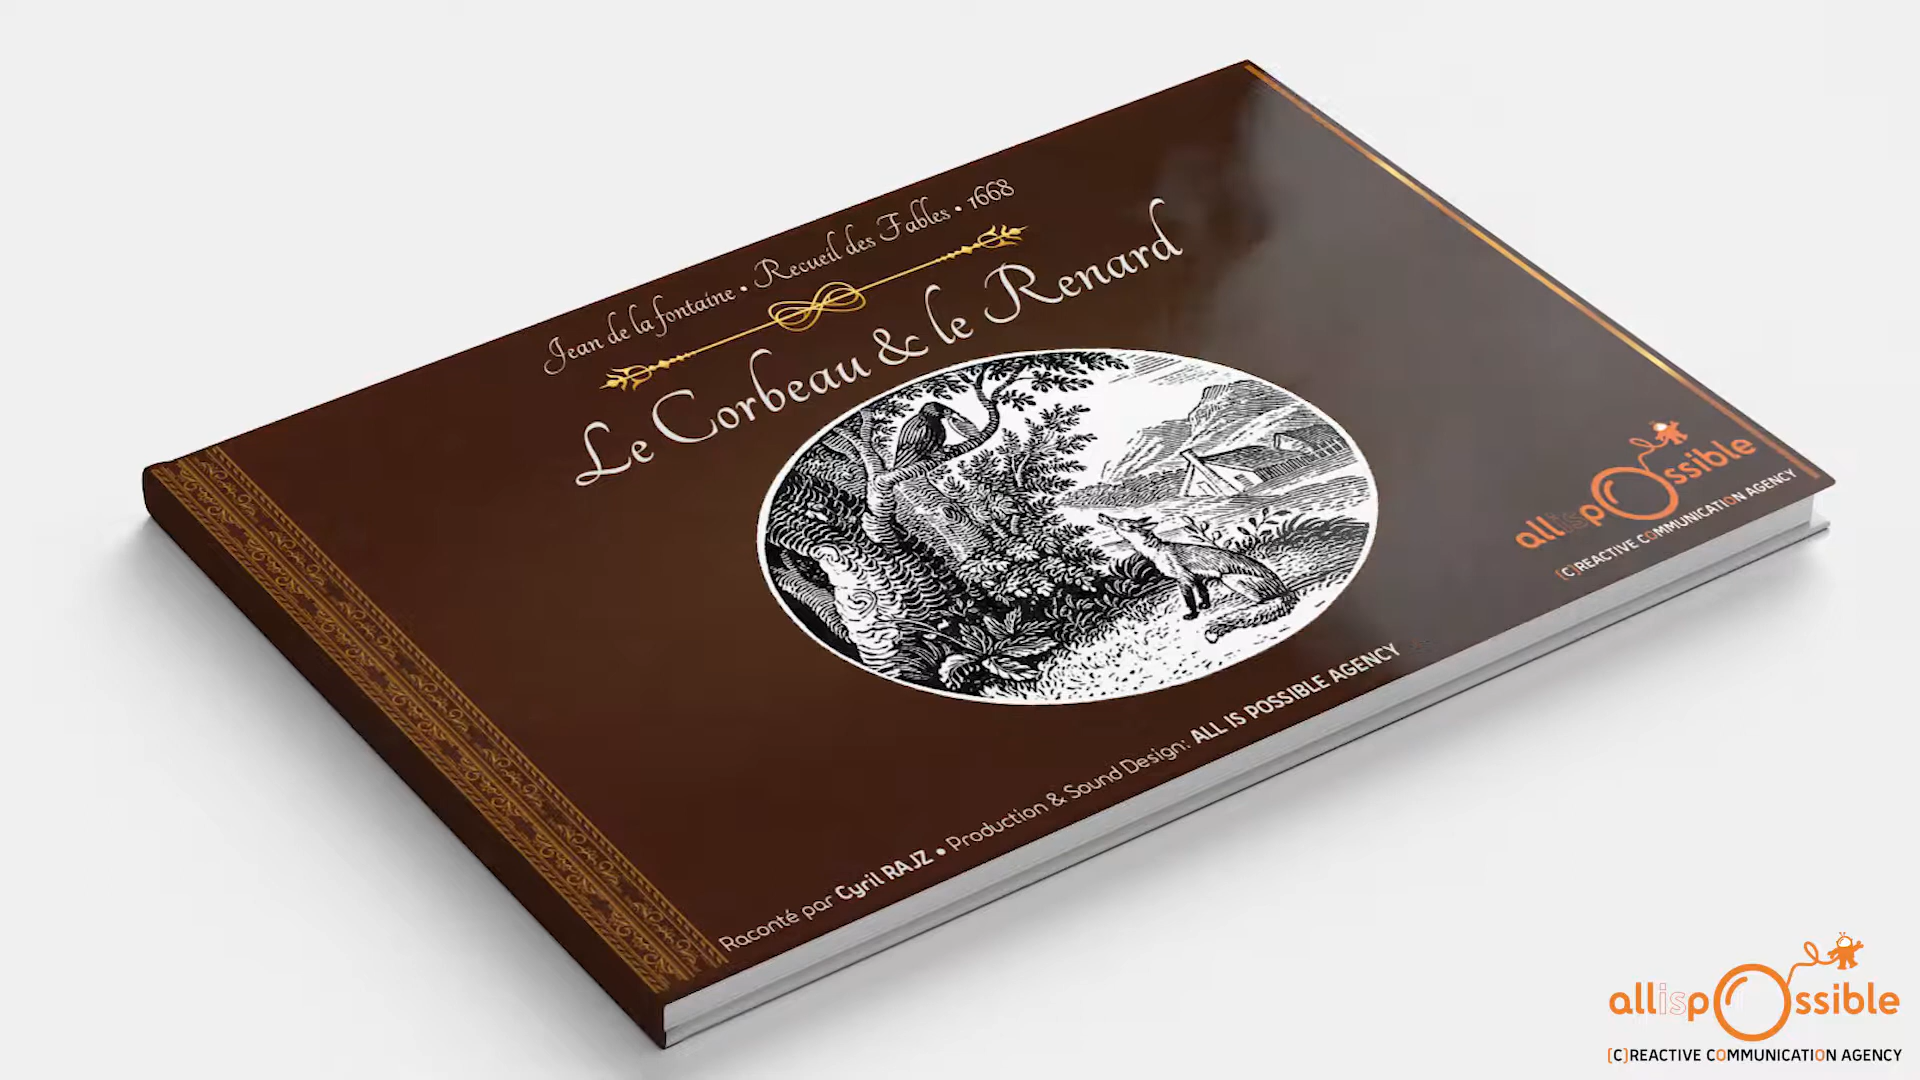 Jean de la fontaine • Recueil des Fables • 1668
Le Corbeau & le Renard
allispossible
[C]REACTIVE COMMUNICATION AGENCY
Raconté par Cyril RAJZ • Production & Sound Design: ALL IS POSSIBLE AGENCY
allispossible
[C]REACTIVE COMMUNICATION AGENCY